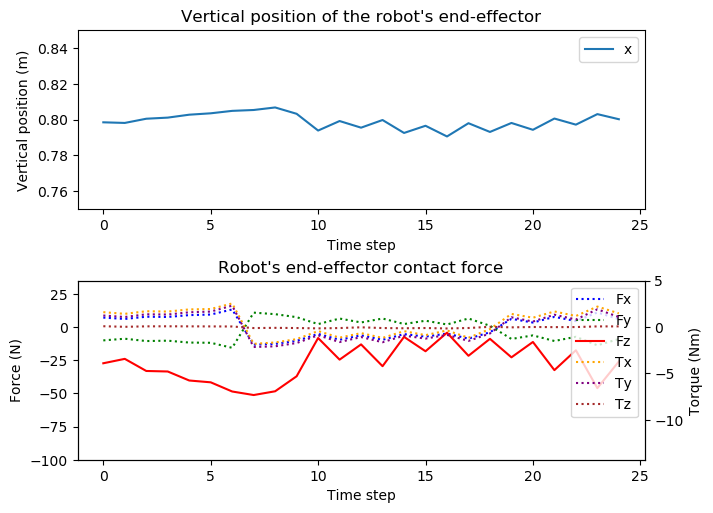 Vertical position of the robot's end-effector
0.84
0.82
0.80
0.78
0.76
Vertical position (m)
x
0 5 10 15 20 25
Time step
Robot's end-effector contact force
25
0
−25
−50
−75
−100
Force (N)
Fx
Fy
Fz
Tx
Ty
Tz
5
0
−5
−10
Torque (Nm)
0 5 10 15 20 25
Time step